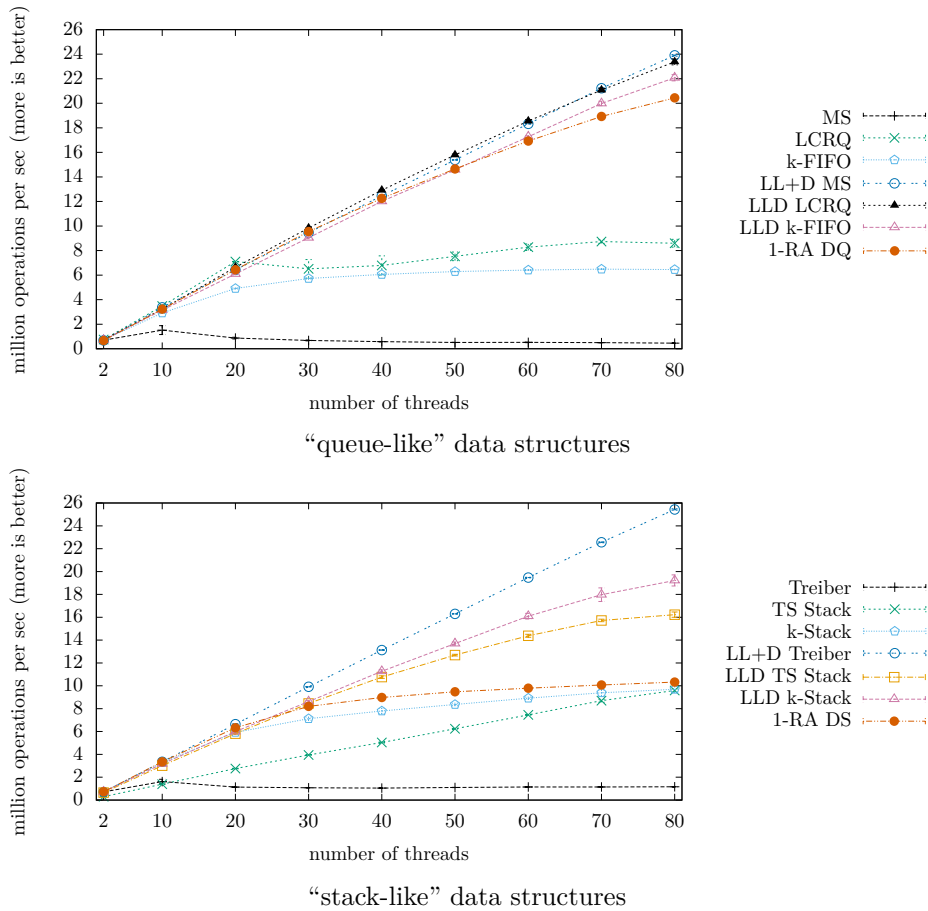 million operations per sec (more is better)
26
24
22
20
18
16
14
12
10
8
6
4
2
0
2 10 20 30 40 50 60 70 80
number of threads
MS
LCRQ
k-FIFO
LL+D MS
LLD LCRQ
LLD k-FIFO
1-RA DQ
“queue-like” data structures
million operations per sec (more is better)
26
24
22
20
18
16
14
12
10
8
6
4
2
0
2 10 20 30 40 50 60 70 80
number of threads
Treiber
TS Stack
k-Stack
LL+D Treiber
LLD TS Stack
LLD k-Stack
1-RA DS
“stack-like” data structures